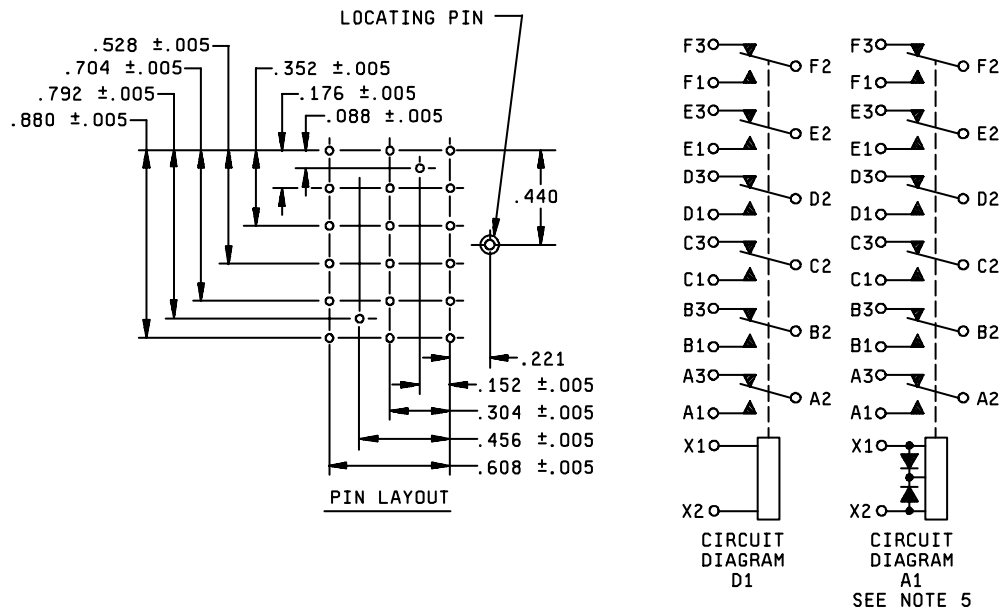 LOCATING PIN
.528 ±.005
.704 ±.005
.792 ±.005
.880 ±.005
.352 ±.005
.176 ±.005
.088 ±.005
.440
.221
.152 ±.005
.304 ±.005
.456 ±.005
.608 ±.005
PIN LAYOUT
F3
F2
F1
E3
E2
E1
D3
D2
D1
C3
C2
C1
B3
B2
B1
A3
A2
A1
X1
X2
CIRCUIT
DIAGRAM
D1
F3
F2
F1
E3
E2
E1
D3
D2
D1
C3
C2
C1
B3
B2
B1
A3
A2
A1
X1
X2
CIRCUIT
DIAGRAM
A1
SEE NOTE 5